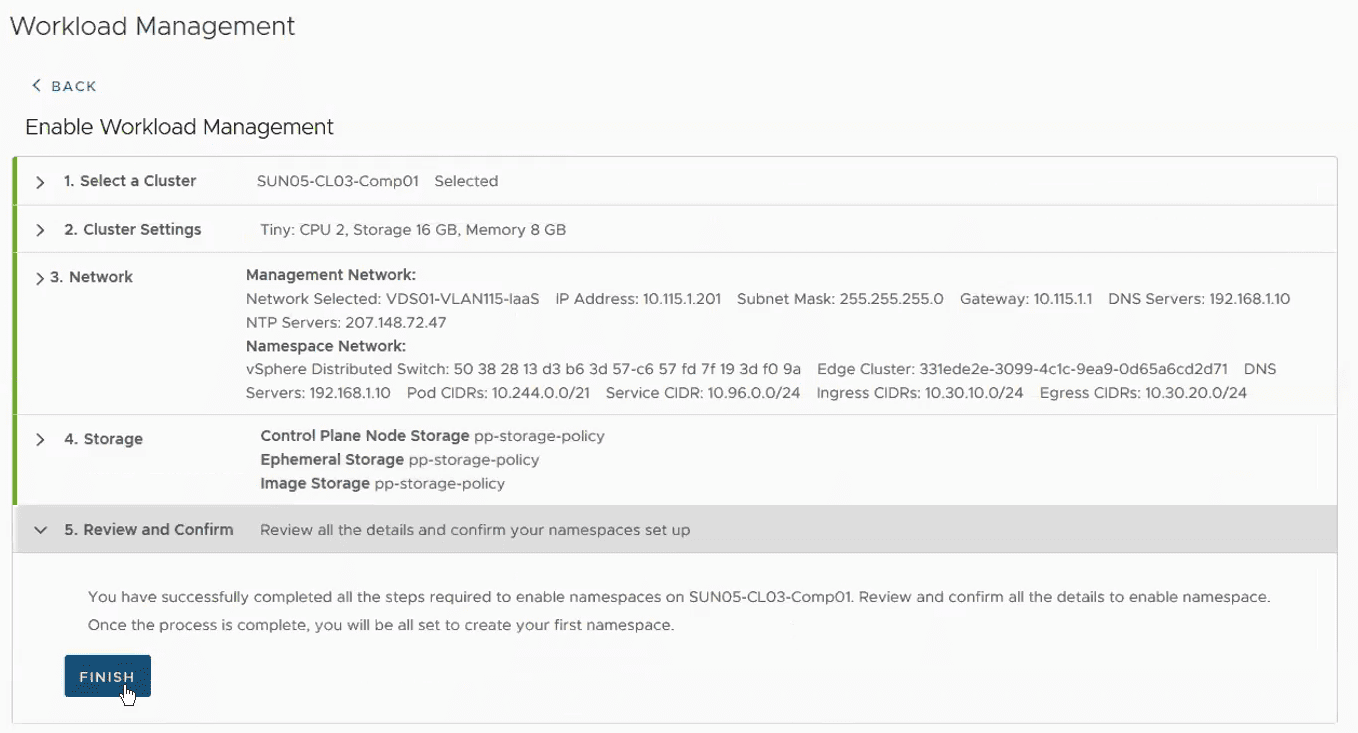 Workload Management
BACK
Enable Workload Management
1. Select a Cluster SUN05-CL03-Comp01 Selected
2. Cluster Settings Tiny: CPU 2, Storage 16 GB, Memory 8 GB
3. Network Management Network:
Network Selected: VDS01-VLAN115-IaaS IP Address: 10.115.1.201 Subnet Mask: 255.255.255.0 Gateway: 10.115.1.1 DNS Servers: 192.168.1.10
NTP Servers: 207.148.72.47
Namespace Network:
vSphere Distributed Switch: 50 38 28 13 d3 b6 3d 57-c6 57 fd 7f 19 3d f0 9a Edge Cluster: 331ede2e-3099-4c1c-9ea9-0d65a6cd2d71 DNS
Servers: 192.168.1.10 Pod CIDRs: 10.244.0.0/21 Service CIDR: 10.96.0.0/24 Ingress CIDRs: 10.30.10.0/24 Egress CIDRs: 10.30.20.0/24
4. Storage Control Plane Node Storage pp-storage-policy
Ephemeral Storage pp-storage-policy
Image Storage pp-storage-policy
5. Review and Confirm Review all the details and confirm your namespaces set up
You have successfully completed all the steps required to enable namespaces on SUN05-CL03-Comp01. Review and confirm all the details to enable namespace.
Once the process is complete, you will be all set to create your first namespace.
FINISH